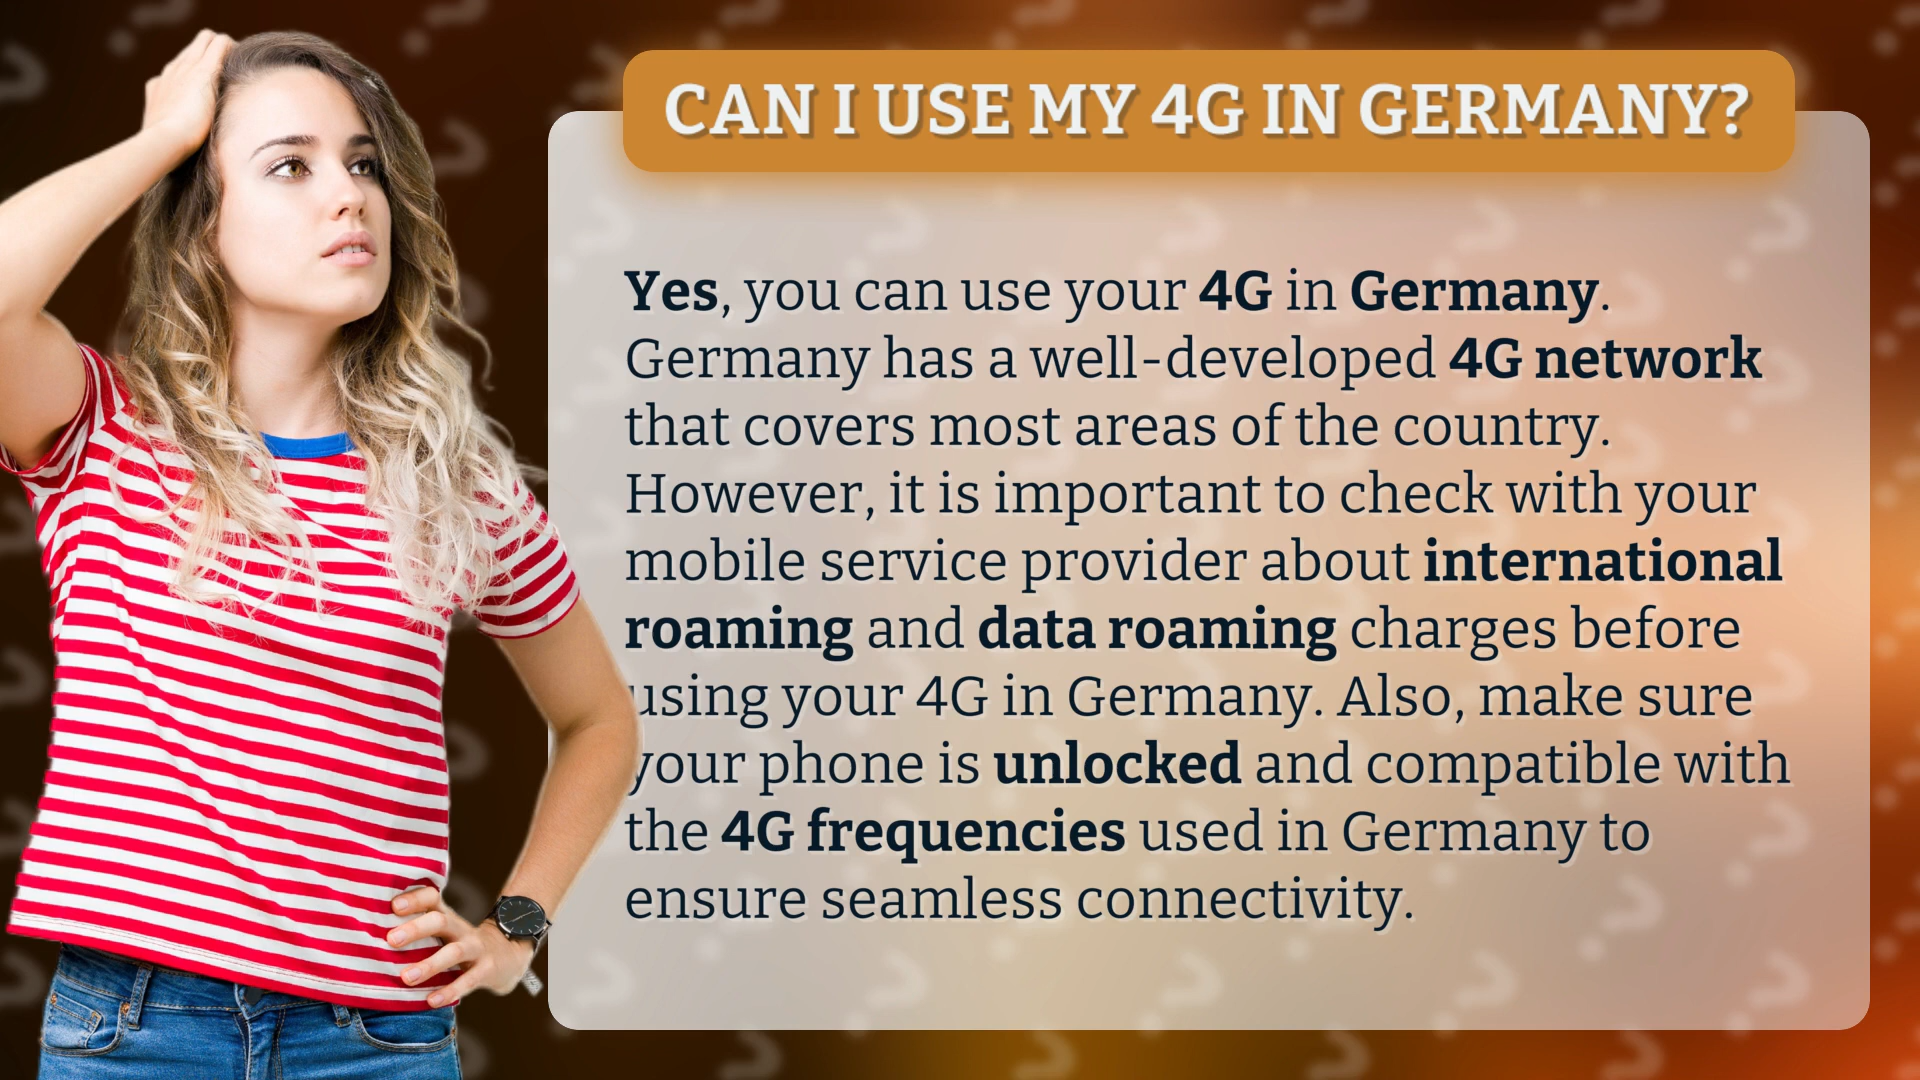 CAN I USE MY 4G IN GERMANY?
Yes, you can use your 4G in Germany.
Germany has a well-developed 4G network
that covers most areas of the country.
However, it is important to check with your
mobile service provider about international
roaming and data roaming charges before
using your 4G in Germany. Also, make sure
your phone is unlocked and compatible with
the 4G frequencies used in Germany to
ensure seamless connectivity.